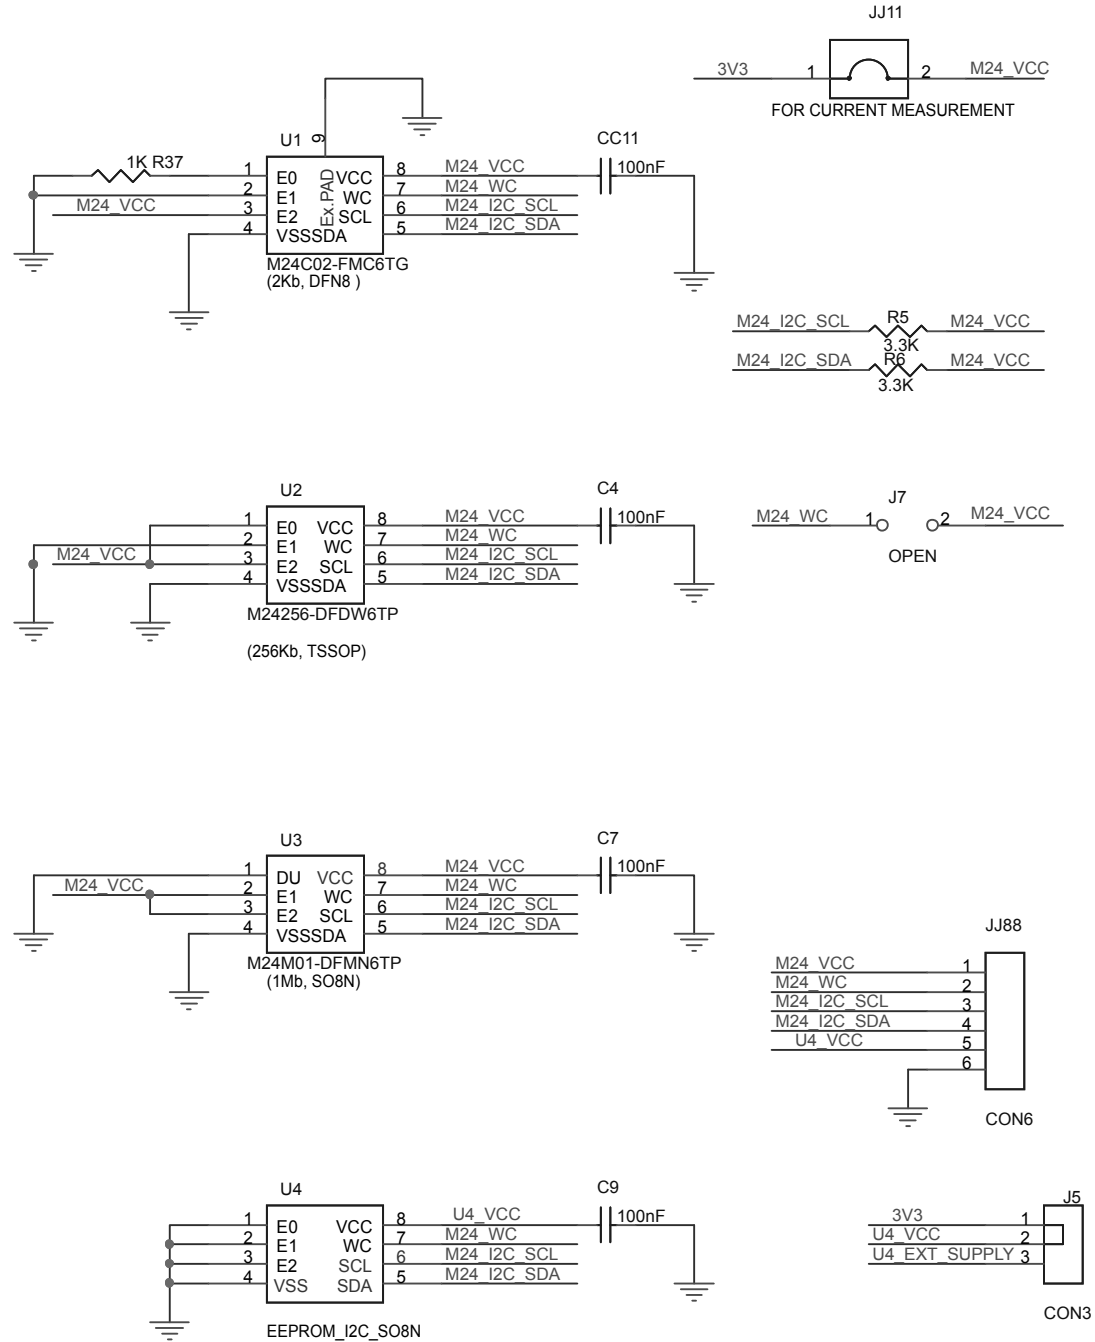 JJ11
3V3 1 2 M24_VCC
FOR CURRENT MEASUREMENT
U1 9
CC11
1K R37
1 E0 Ex.PAD VCC 8 M24_VCC 100nF
2 E1 WC 7 M24_WC
M24_VCC 3 E2 SCL 6 M24_I2C_SCL
4 VSSSDA 5 M24_I2C_SDA
M24C02-FMC6TG
(2Kb, DFN8 )
M24_I2C_SCL R5 M24_VCC
3.3K
M24_I2C_SDA R6 M24_VCC
3.3K
U2
C4
1 E0 VCC 8 M24_VCC 100nF
2 E1 WC 7 M24_WC
M24_VCC 3 E2 SCL 6 M24_I2C_SCL
4 VSSSDA 5 M24_I2C_SDA
M24256-DFDW6TP
(256Kb, TSSOP)
J7
M24_WC 1 2 M24_VCC
OPEN
U3
C7
1 DU VCC 8 M24_VCC 100nF
M24_VCC 2 E1 WC 7 M24_WC
3 E2 SCL 6 M24_I2C_SCL
4 VSSSDA 5 M24_I2C_SDA
M24M01-DFMN6TP
(1Mb, SO8N)
JJ88
M24_VCC 1
M24_WC 2
M24_I2C_SCL 3
M24_I2C_SDA 4
U4_VCC 5
6
CON6
U4
C9
1 E0 VCC 8 U4_VCC 100nF
2 E1 WC 7 M24_WC
3 E2 SCL 6 M24_I2C_SCL
4 VSS SDA 5 M24_I2C_SDA
EEPROM_I2C_SO8N
J5
3V3 1
U4_VCC 2
U4_EXT_SUPPLY 3
CON3